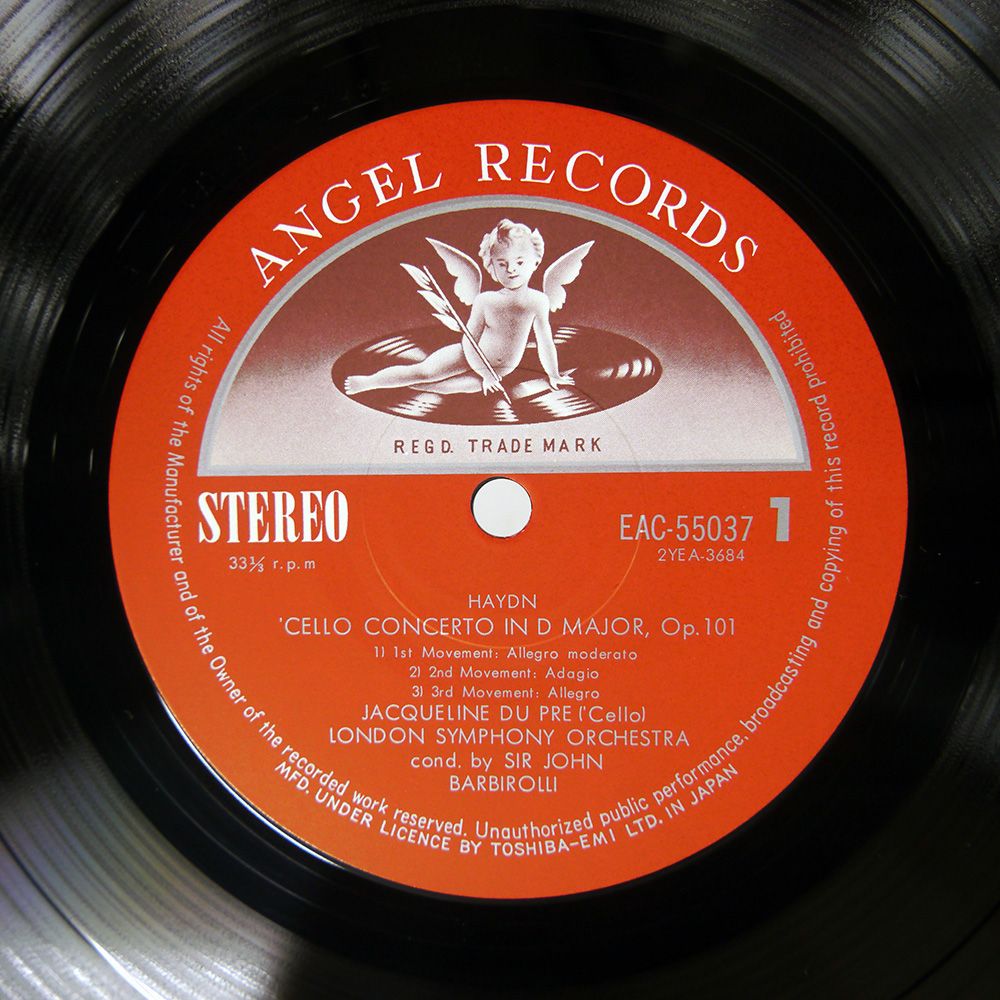 ANGEL RECORDS
REGD. TRADE MARK
STEREO
33⅓ r.p.m
EAC-55037 1
2YEA-3684
HAYDN
'CELLO CONCERTO IN D MAJOR, Op.101
1) 1st Movement: Allegro moderato
2) 2nd Movement: Adagio
3) 3rd Movement: Allegro
JACQUELINE DU PRE ('Cello)
LONDON SYMPHONY ORCHESTRA
cond. by SIR JOHN
BARBIROLLI
All rights of the Manufacturer and of the Owner of the recorded work reserved. Unauthorized public performance, broadcasting and copying of this record prohibited
MFD. UNDER LICENCE BY TOSHIBA-EMI LTD. IN JAPAN